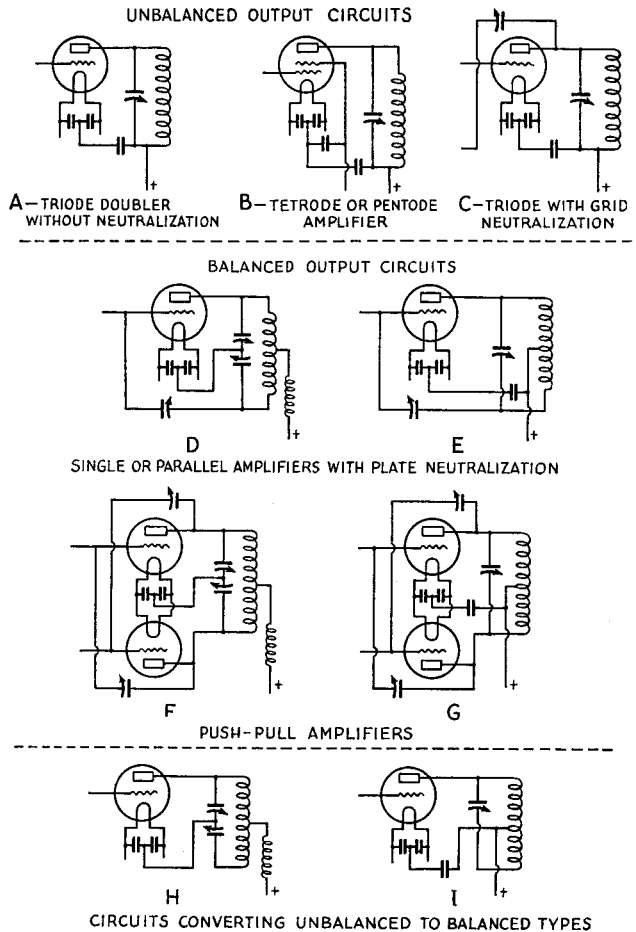 UNBALANCED OUTPUT CIRCUITS
+
+
+
A—TRIODE DOUBLER
WITHOUT NEUTRALIZATION
B—TETRODE OR PENTODE
AMPLIFIER
C—TRIODE WITH GRID
NEUTRALIZATION
BALANCED OUTPUT CIRCUITS
+
+
D
E
SINGLE OR PARALLEL AMPLIFIERS WITH PLATE NEUTRALIZATION
+
+
F
G
PUSH-PULL AMPLIFIERS
+
+
H
I
CIRCUITS CONVERTING UNBALANCED TO BALANCED TYPES